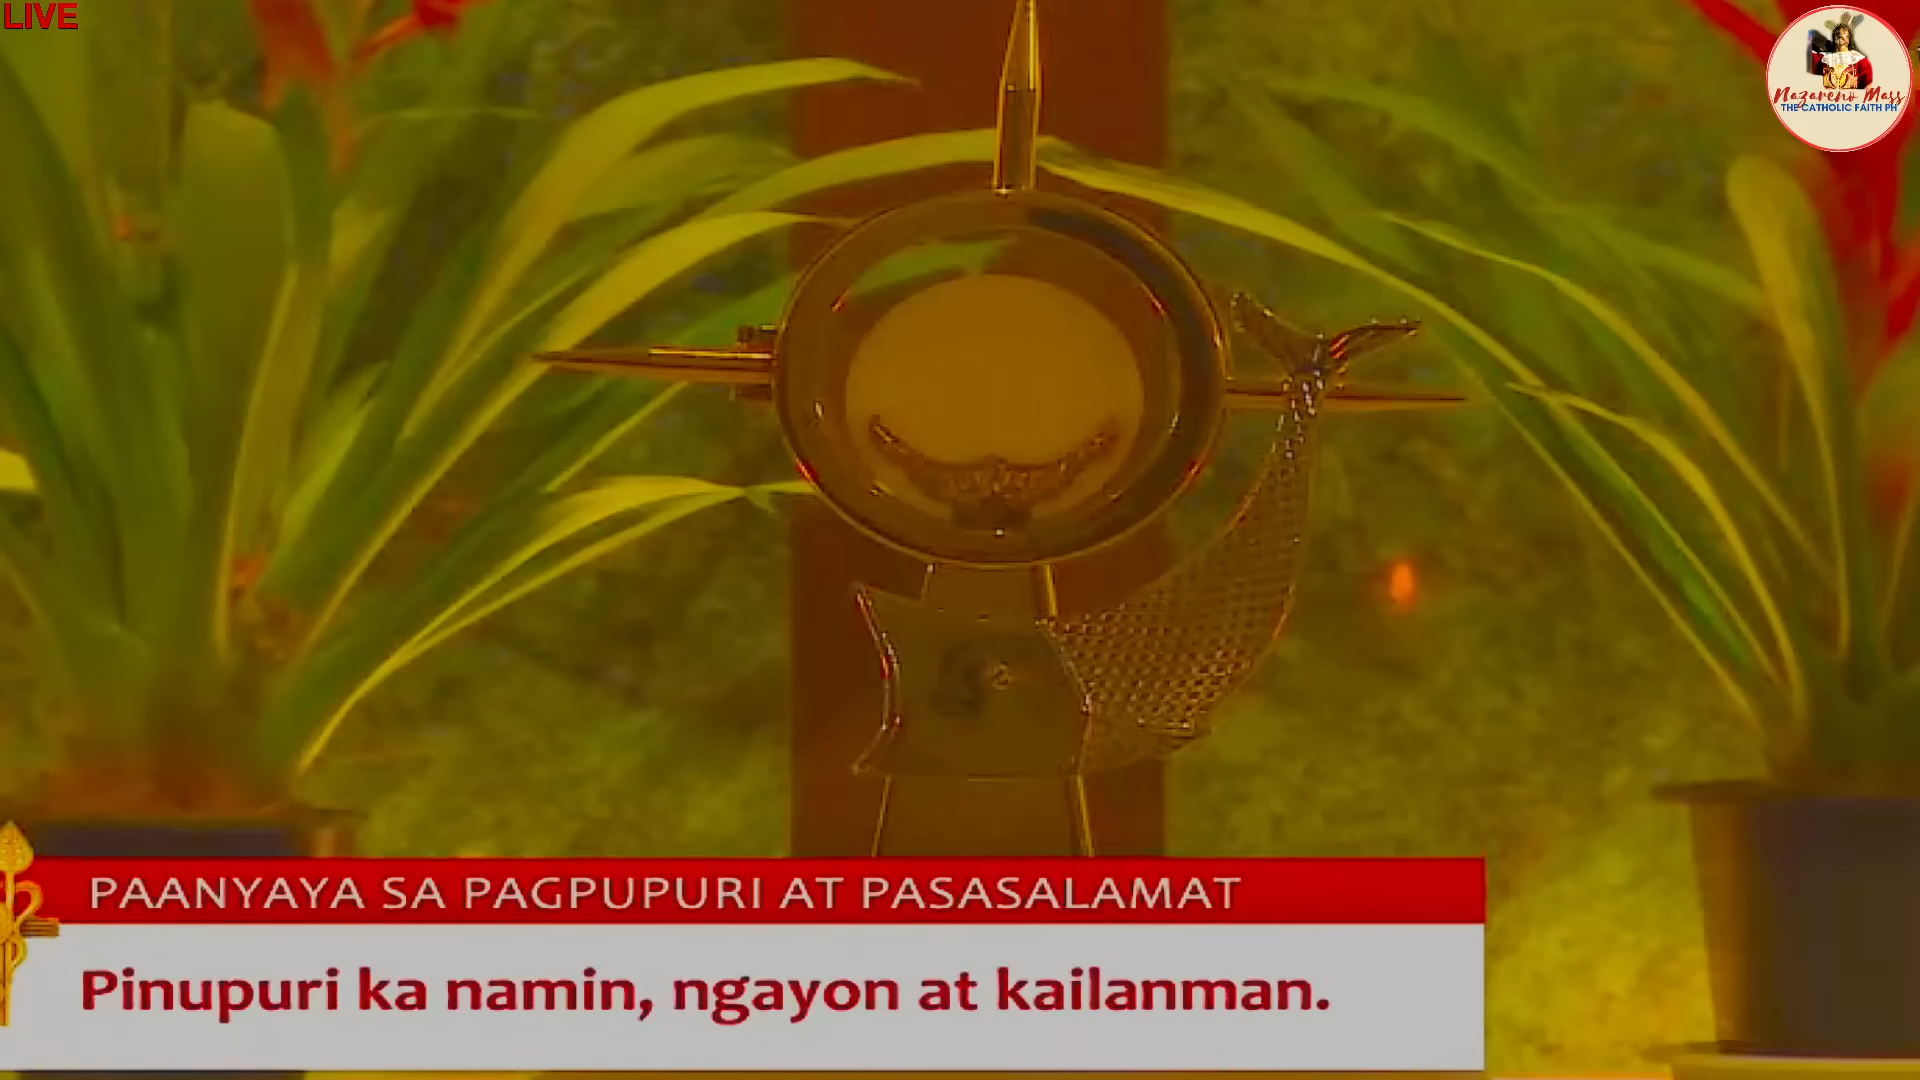 LIVE
Nazareno Mass
THE CATHOLIC FAITH PH
PAANYAYA SA PAGPUPURI AT PASASALAMAT
Pinupuri ka namin, ngayon at kailanman.